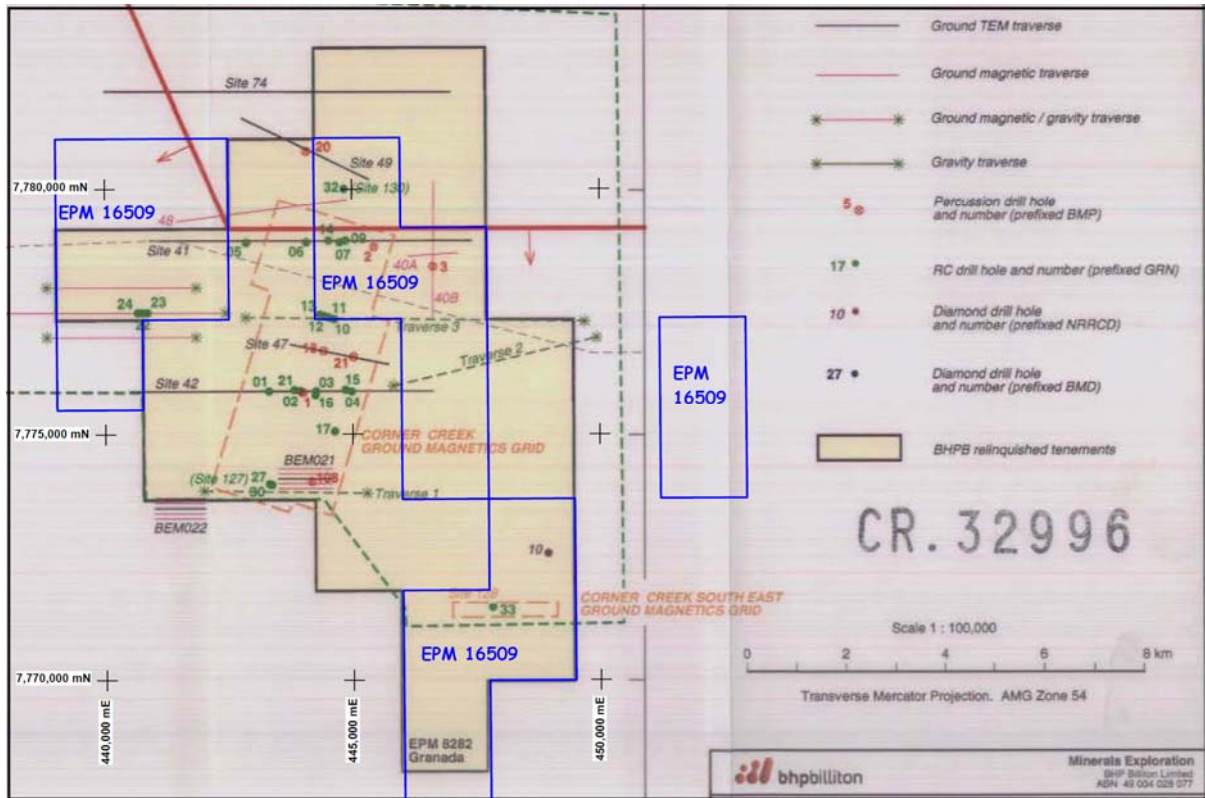 Site 74
20
Site 49
32
(Site 130)
7,780,000 mN
EPM 16509
48
14
09
05
06
07
2
Site 41
40A
3
EPM 16509
40B
24
23
22
13
11
12
10
Traverse 3
Traverse 2
Site 47
21
Site 42
01
21
03
15
02
1
16
04
EPM
16509
7,775,000 mN
17
CORNER CREEK
GROUND MAGNETICS GRID
BEM021
(Site 127)
27
Traverse 1
BEM022
10
CORNER CREEK SOUTH EAST
GROUND MAGNETICS GRID
33
EPM 16509
7,770,000 mN
440,000 mE
445,000 mE
450,000 mE
EPM 8282
Granada
Ground TEM traverse
Ground magnetic traverse
Ground magnetic / gravity traverse
Gravity traverse
5
Percussion drill hole
and number (prefixed BMP)
17
RC drill hole and number (prefixed GRN)
10
Diamond drill hole
and number (prefixed NRRCD)
27
Diamond drill hole
and number (prefixed BMD)
BHPB relinquished tenements
CR. 32996
Scale 1 : 100,000
0 2 4 6 8 km
Transverse Mercator Projection. AMG Zone 54
bhpbilliton
Minerals Exploration
BHP Billiton Limited
ABN 49 004 028 077